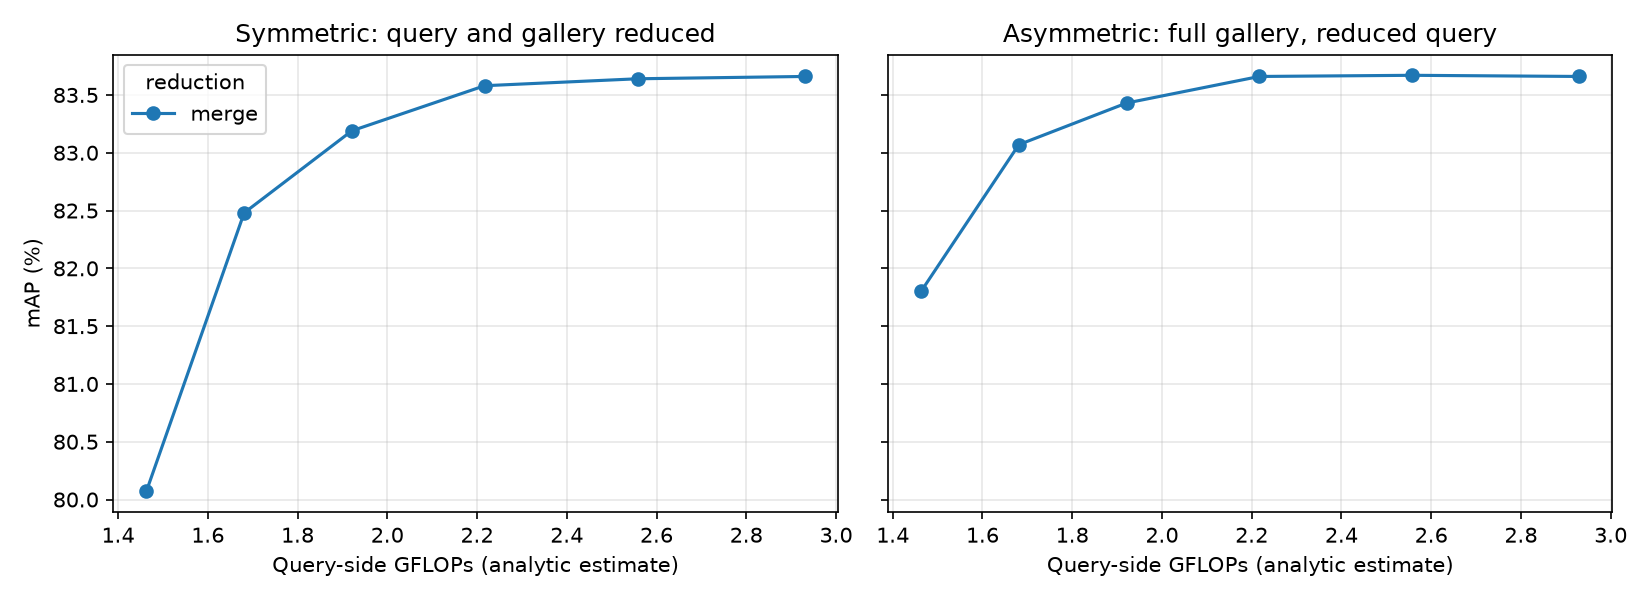 Symmetric: query and gallery reduced
reduction
merge
mAP (%)
83.5
83.0
82.5
82.0
81.5
81.0
80.5
80.0
1.4 1.6 1.8 2.0 2.2 2.4 2.6 2.8 3.0
Query-side GFLOPs (analytic estimate)
Asymmetric: full gallery, reduced query
1.4 1.6 1.8 2.0 2.2 2.4 2.6 2.8 3.0
Query-side GFLOPs (analytic estimate)